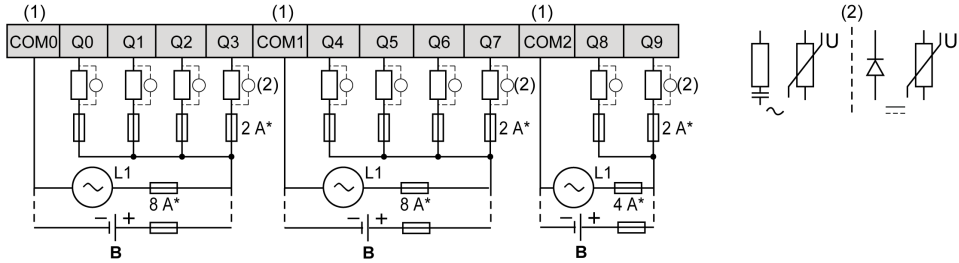 (1) (1) (1) (2)
COM0 Q0 Q1 Q2 Q3 COM1 Q4 Q5 Q6 Q7 COM2 Q8 Q9
U U
(2) (2) (2)
2 A* 2 A* 2 A*
L1 L1 L1
8 A* 8 A* 4 A*
− + − + − +
B B B